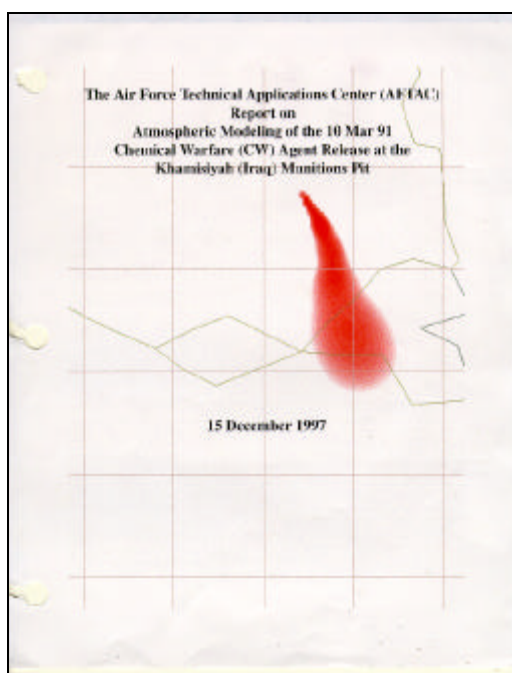 The Air Force Technical Applications Center (AFTAC)
Report on
Atmospheric Modeling of the 10 Mar 91
Chemical Warfare (CW) Agent Release at the
Khamisiyah (Iraq) Munitions Pit
15 December 1997